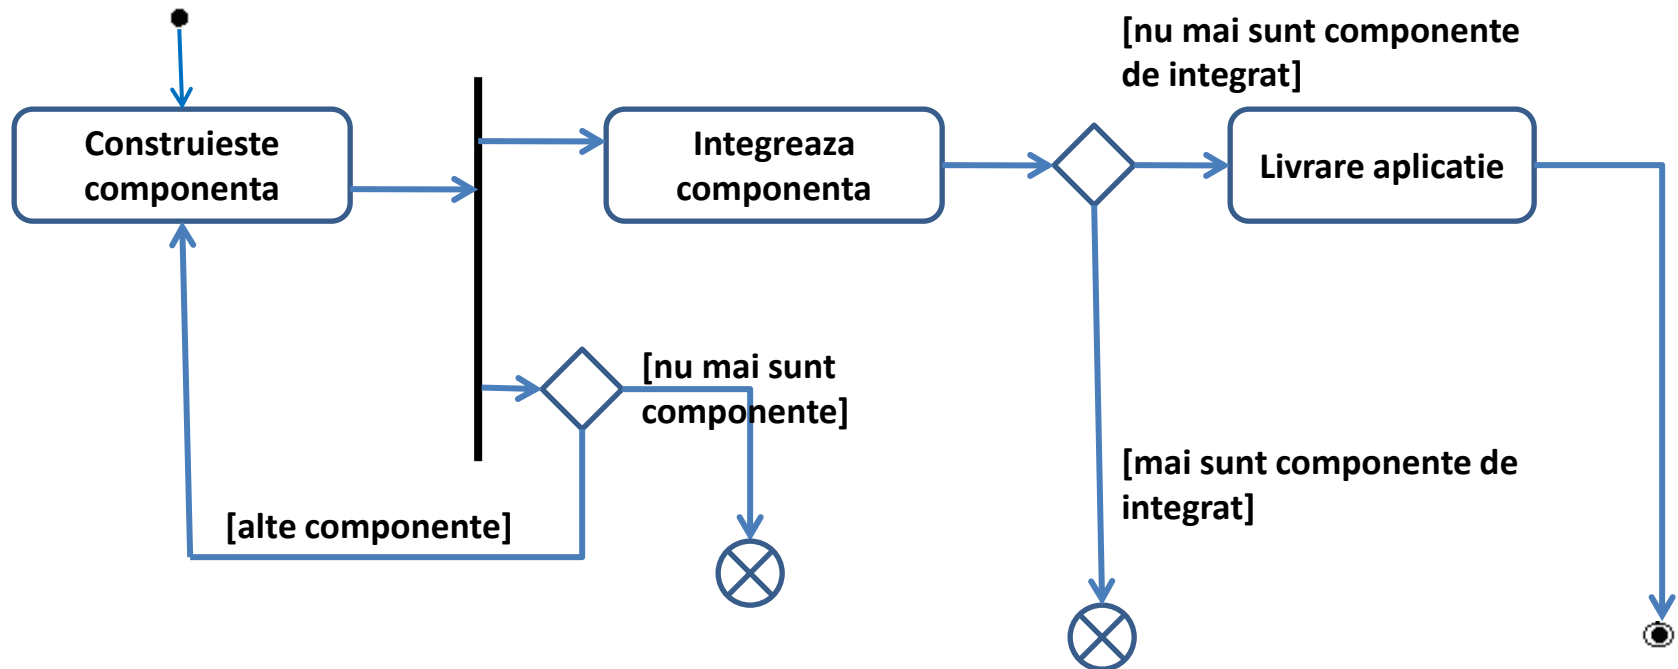 [nu mai sunt componente
de integrat]
Construieste
componenta
Integreaza
componenta
Livrare aplicatie
[nu mai sunt
componente]
[mai sunt componente de
integrat]
[alte componente]